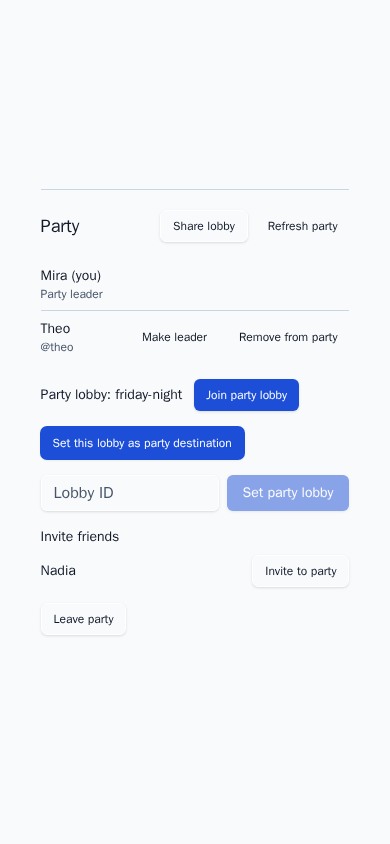 Party
Share lobby
Refresh party
Mira (you)
Party leader
Theo
@theo
Make leader
Remove from party
Party lobby: friday-night
Join party lobby
Set this lobby as party destination
Lobby ID
Set party lobby
Invite friends
Nadia
Invite to party
Leave party